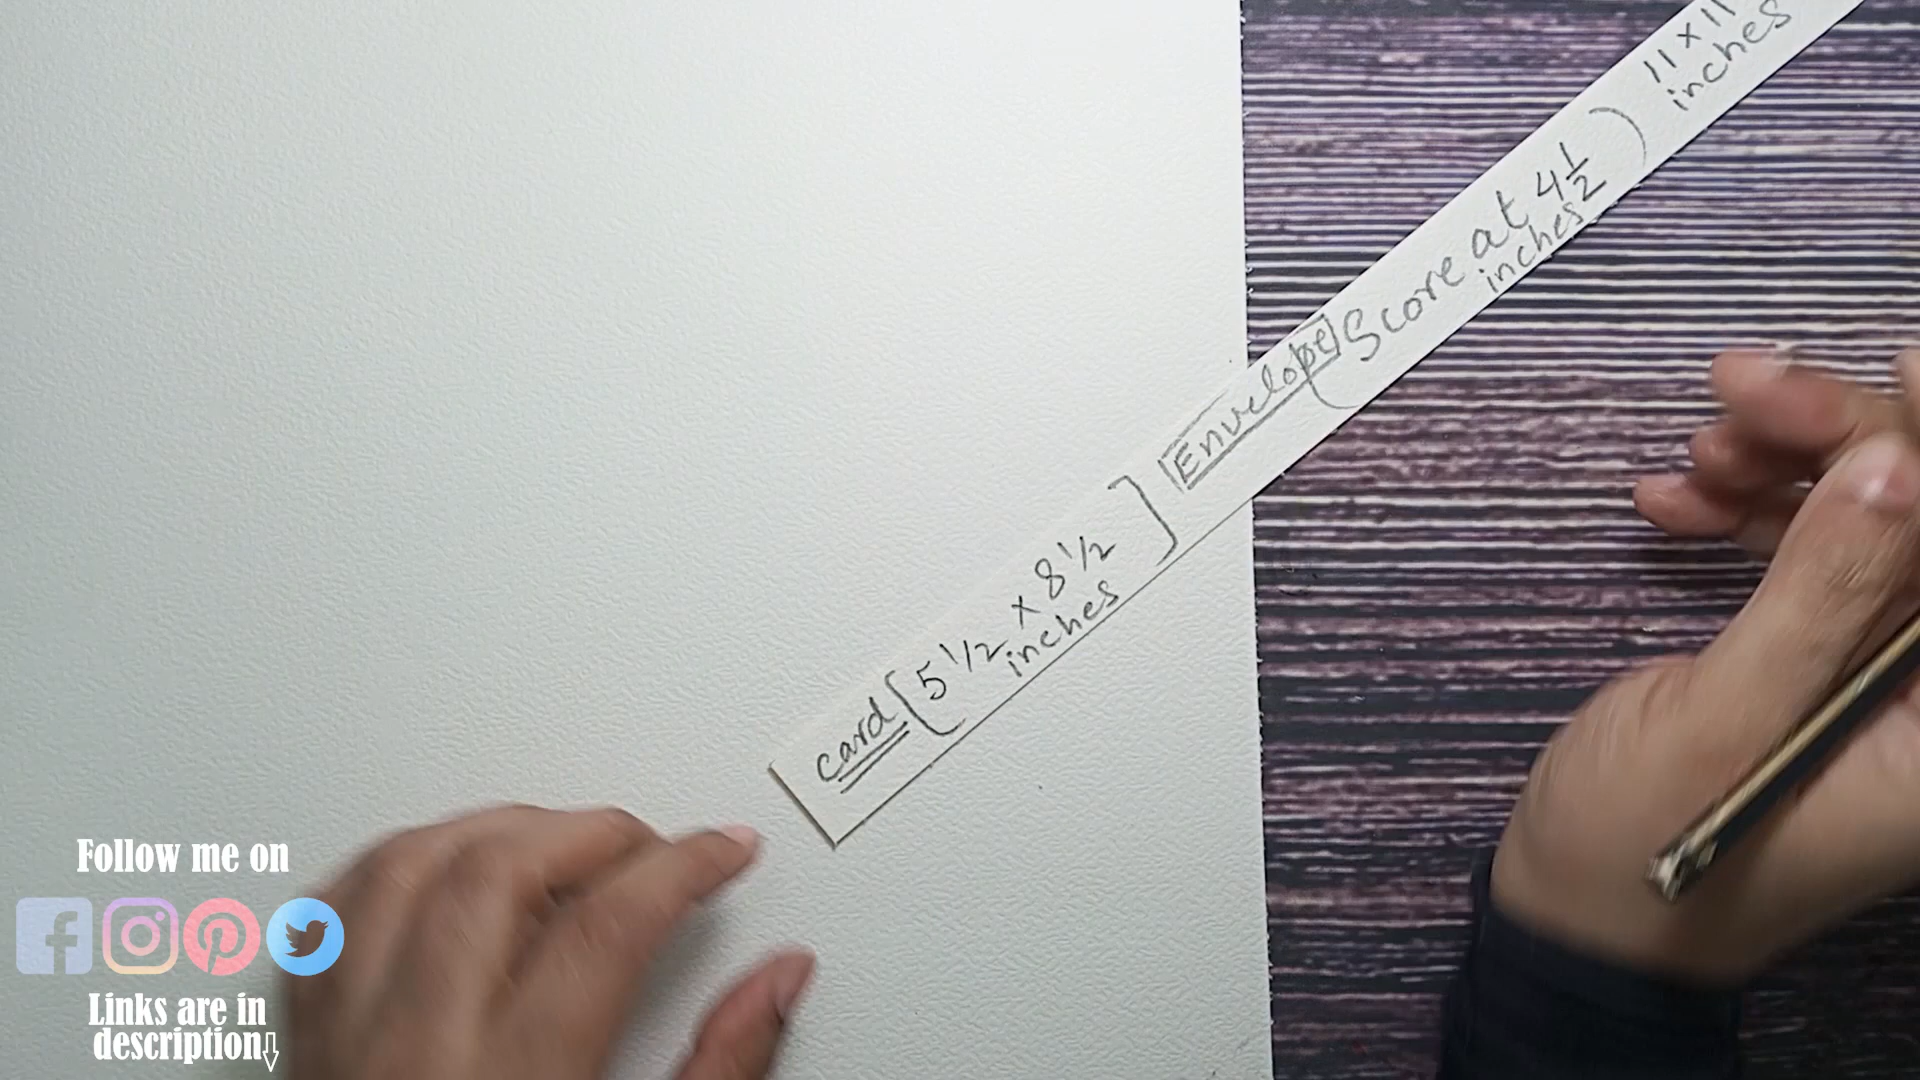 card [5 1/2 x 8 1/2]
inches
Envelope (Score at 4 1/2)
inches
11 x 11
inches
Follow me on
Links are in
description